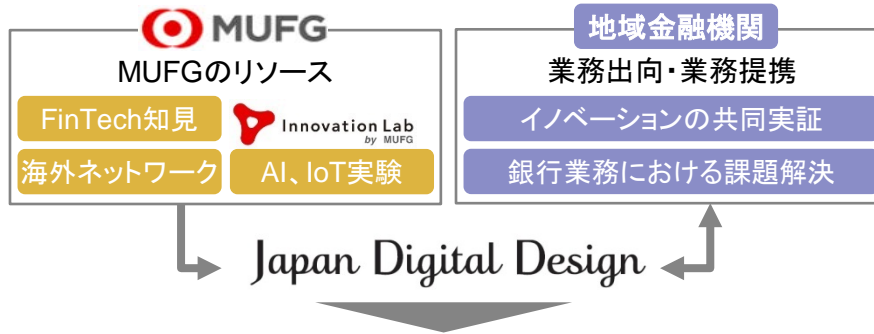 MUFG
MUFGのリソース
FinTech知見
Innovation Lab
by MUFG
海外ネットワーク
AI、IoT実験
地域金融機関
業務出向・業務提携
イノベーションの共同実証
銀行業務における課題解決
Japan Digital Design